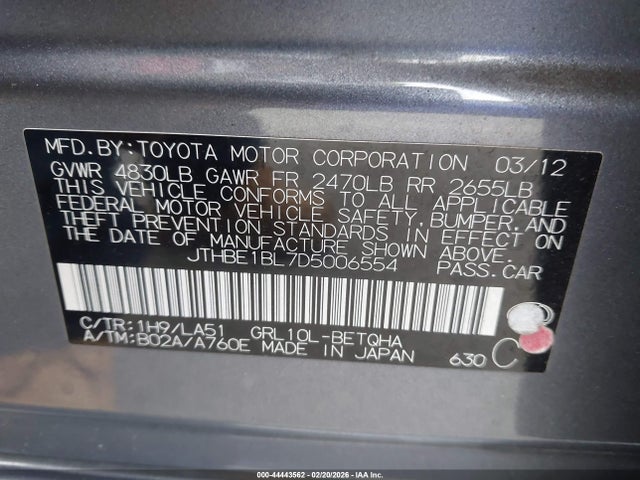 MFD.BY:TOYOTA MOTOR CORPORATION 03/12
GVWR 4830LB GAWR FR 2470LB RR 2655LB
THIS VEHICLE CONFORMS TO ALL APPLICABLE
FEDERAL MOTOR VEHICLE SAFETY,BUMPER,AND
THEFT PREVENTION STANDARDS IN EFFECT ON
THE DATE OF MANUFACTURE SHOWN ABOVE.
JTHBE1BL7D5006554 PASS.CAR
C/TR:1H9/LA51 GRL10L-BETQHA
A/TM:B02A/A760E MADE IN JAPAN 630 C
000-44443562 - 02/20/2026 - IAA Inc.